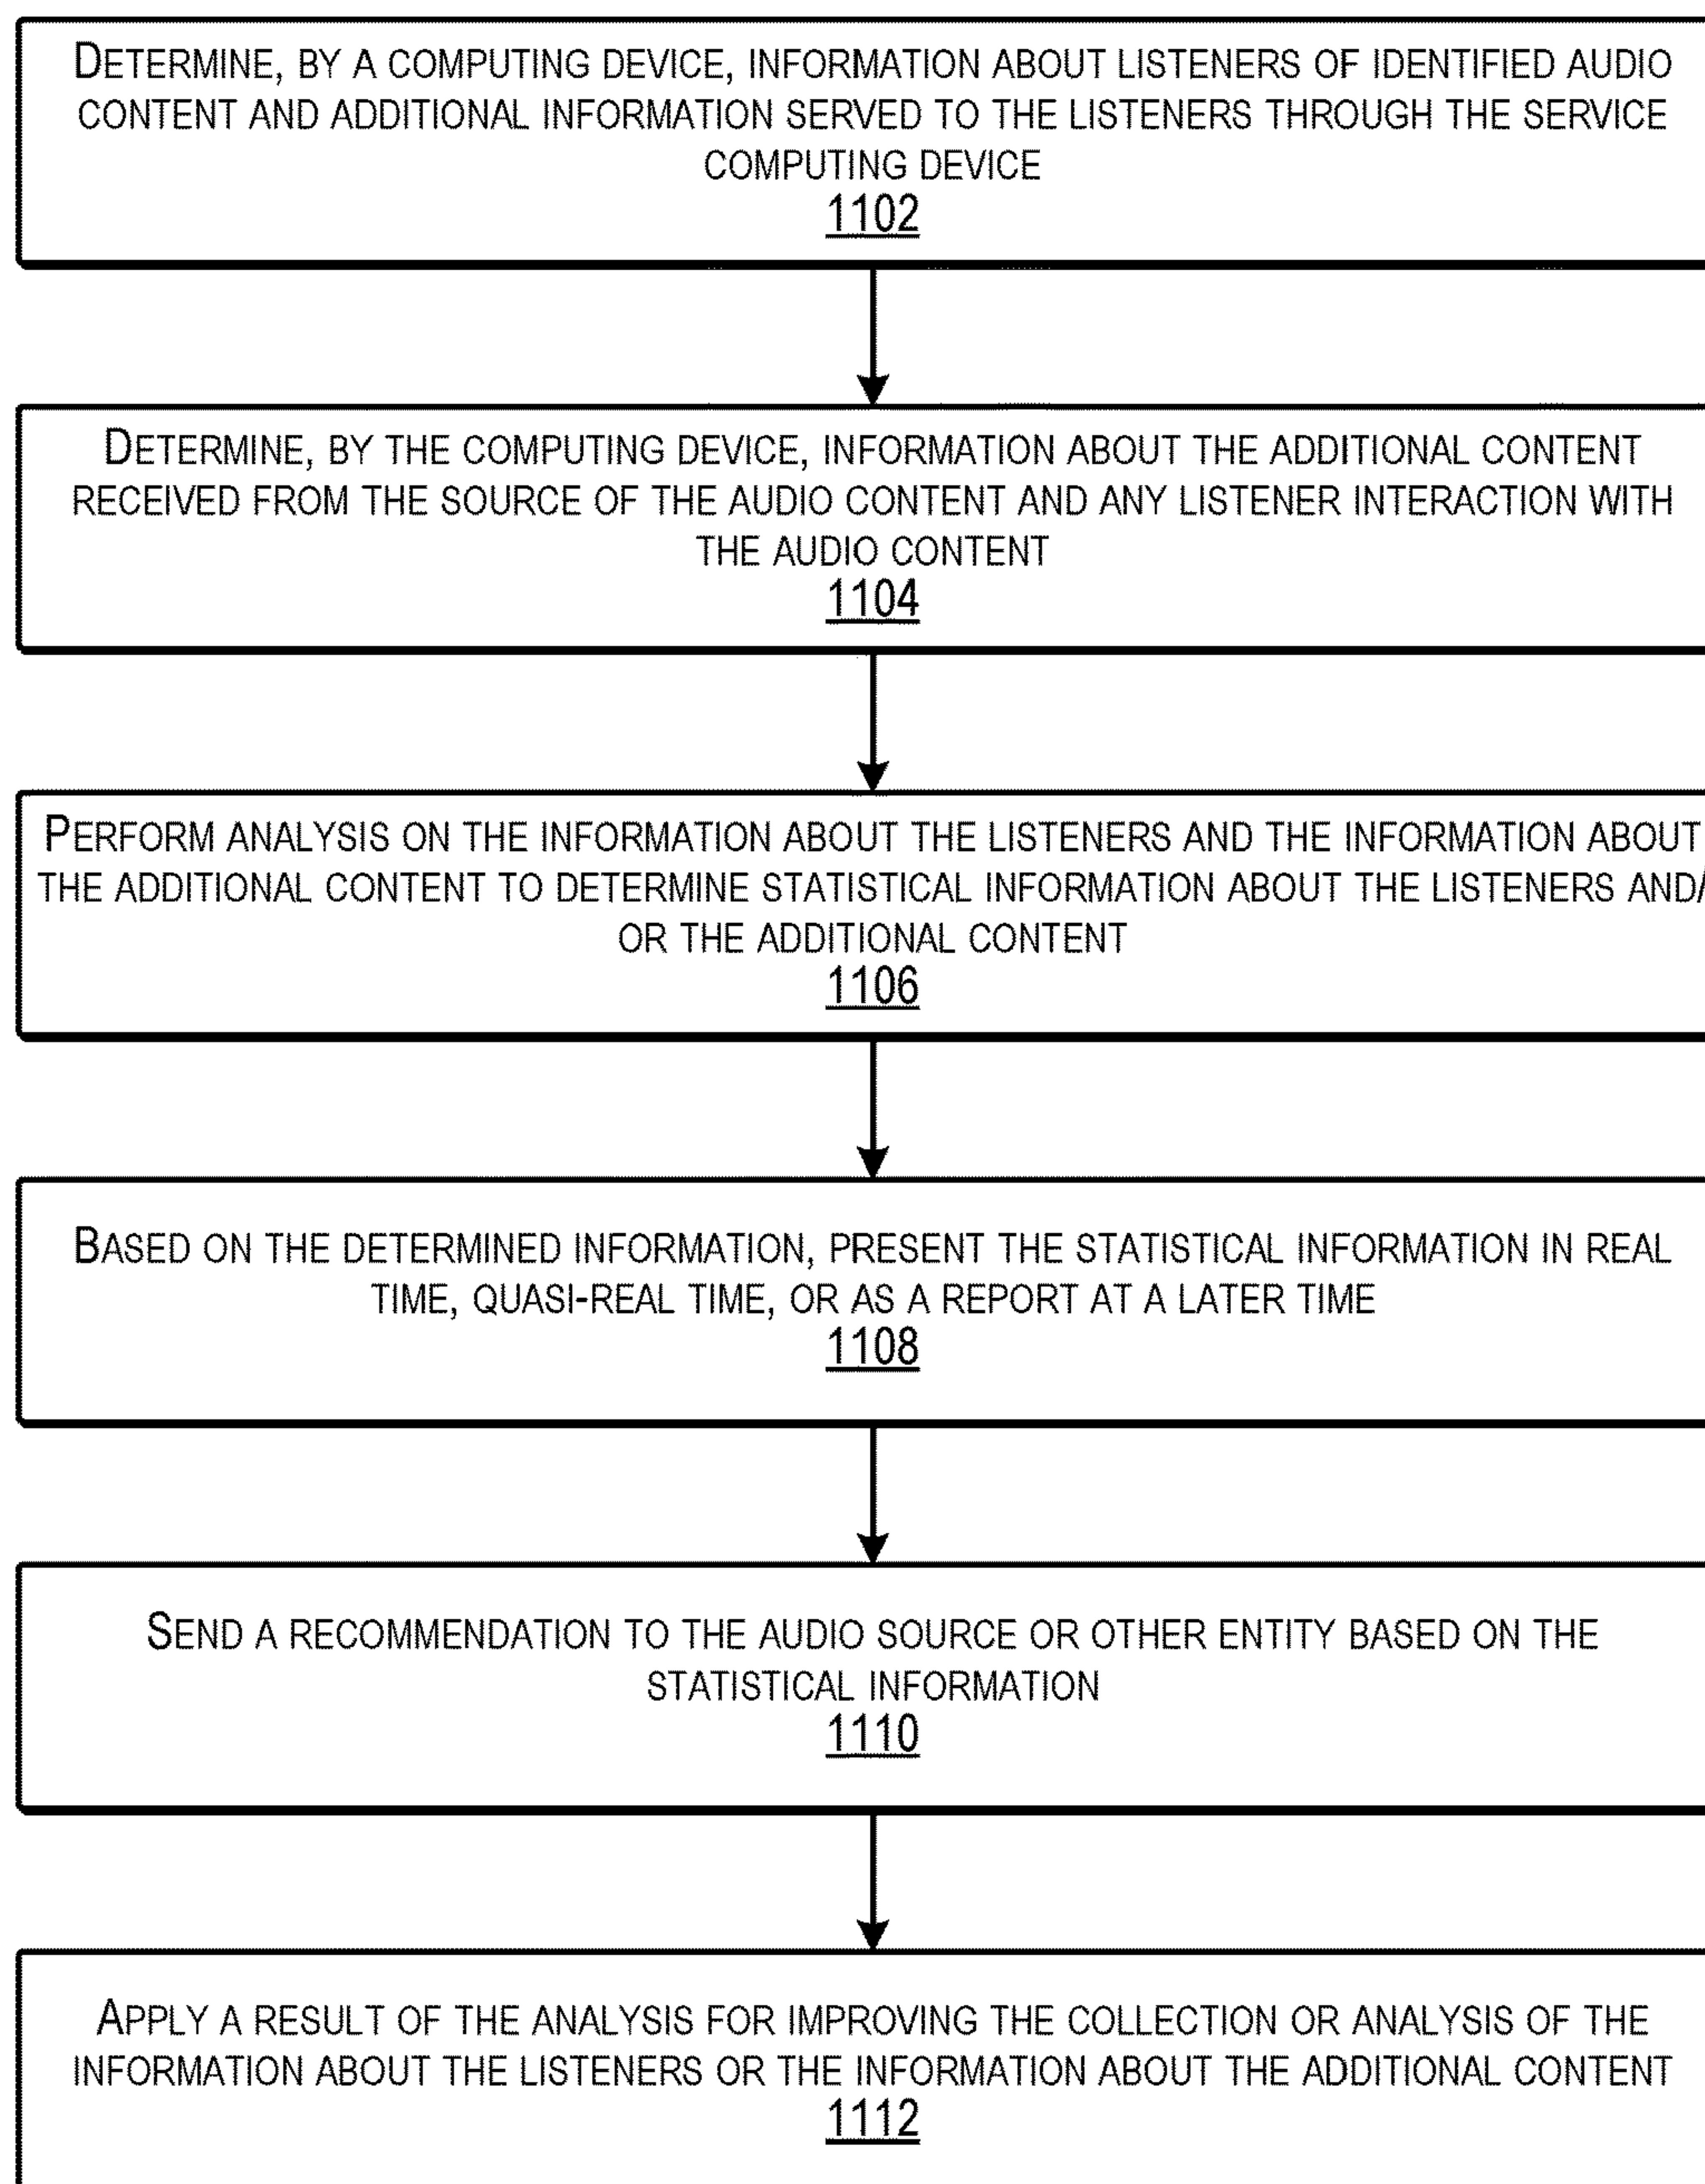 DETERMINE, BY A COMPUTING DEVICE, INFORMATION ABOUT LISTENERS OF IDENTIFIED AUDIO
CONTENT AND ADDITIONAL INFORMATION SERVED TO THE LISTENERS THROUGH THE SERVICE
COMPUTING DEVICE
1102
DETERMINE, BY THE COMPUTING DEVICE, INFORMATION ABOUT THE ADDITIONAL CONTENT
RECEIVED FROM THE SOURCE OF THE AUDIO CONTENT AND ANY LISTENER INTERACTION WITH
THE AUDIO CONTENT
1104
PERFORM ANALYSIS ON THE INFORMATION ABOUT THE LISTENERS AND THE INFORMATION ABOUT
THE ADDITIONAL CONTENT TO DETERMINE STATISTICAL INFORMATION ABOUT THE LISTENERS AND/
OR THE ADDITIONAL CONTENT
1106
BASED ON THE DETERMINED INFORMATION, PRESENT THE STATISTICAL INFORMATION IN REAL
TIME, QUASI-REAL TIME, OR AS A REPORT AT A LATER TIME
1108
SEND A RECOMMENDATION TO THE AUDIO SOURCE OR OTHER ENTITY BASED ON THE
STATISTICAL INFORMATION
1110
APPLY A RESULT OF THE ANALYSIS FOR IMPROVING THE COLLECTION OR ANALYSIS OF THE
INFORMATION ABOUT THE LISTENERS OR THE INFORMATION ABOUT THE ADDITIONAL CONTENT
1112